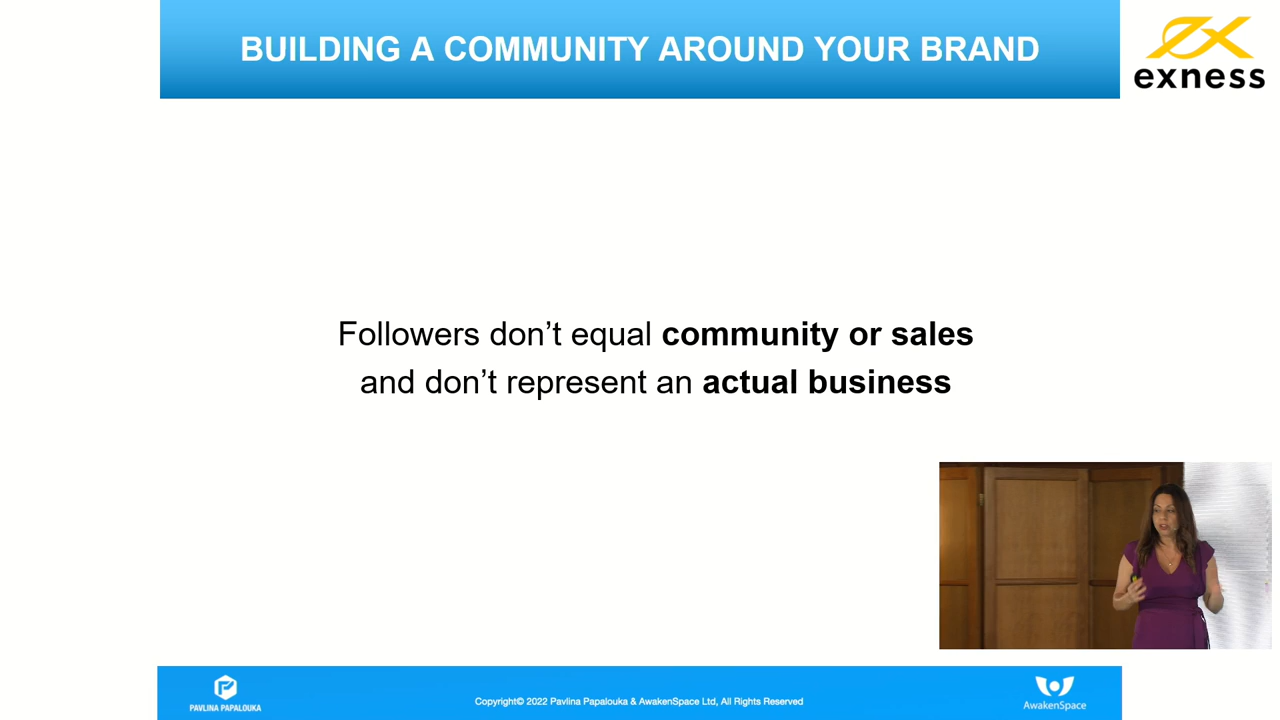 BUILDING A COMMUNITY AROUND YOUR BRAND
exness
Followers don’t equal community or sales
and don’t represent an actual business
PAVLINA PAPALOUKA
Copyright© 2022 Pavlina Papalouka & AwakenSpace Ltd, All Rights Reserved
AwakenSpace